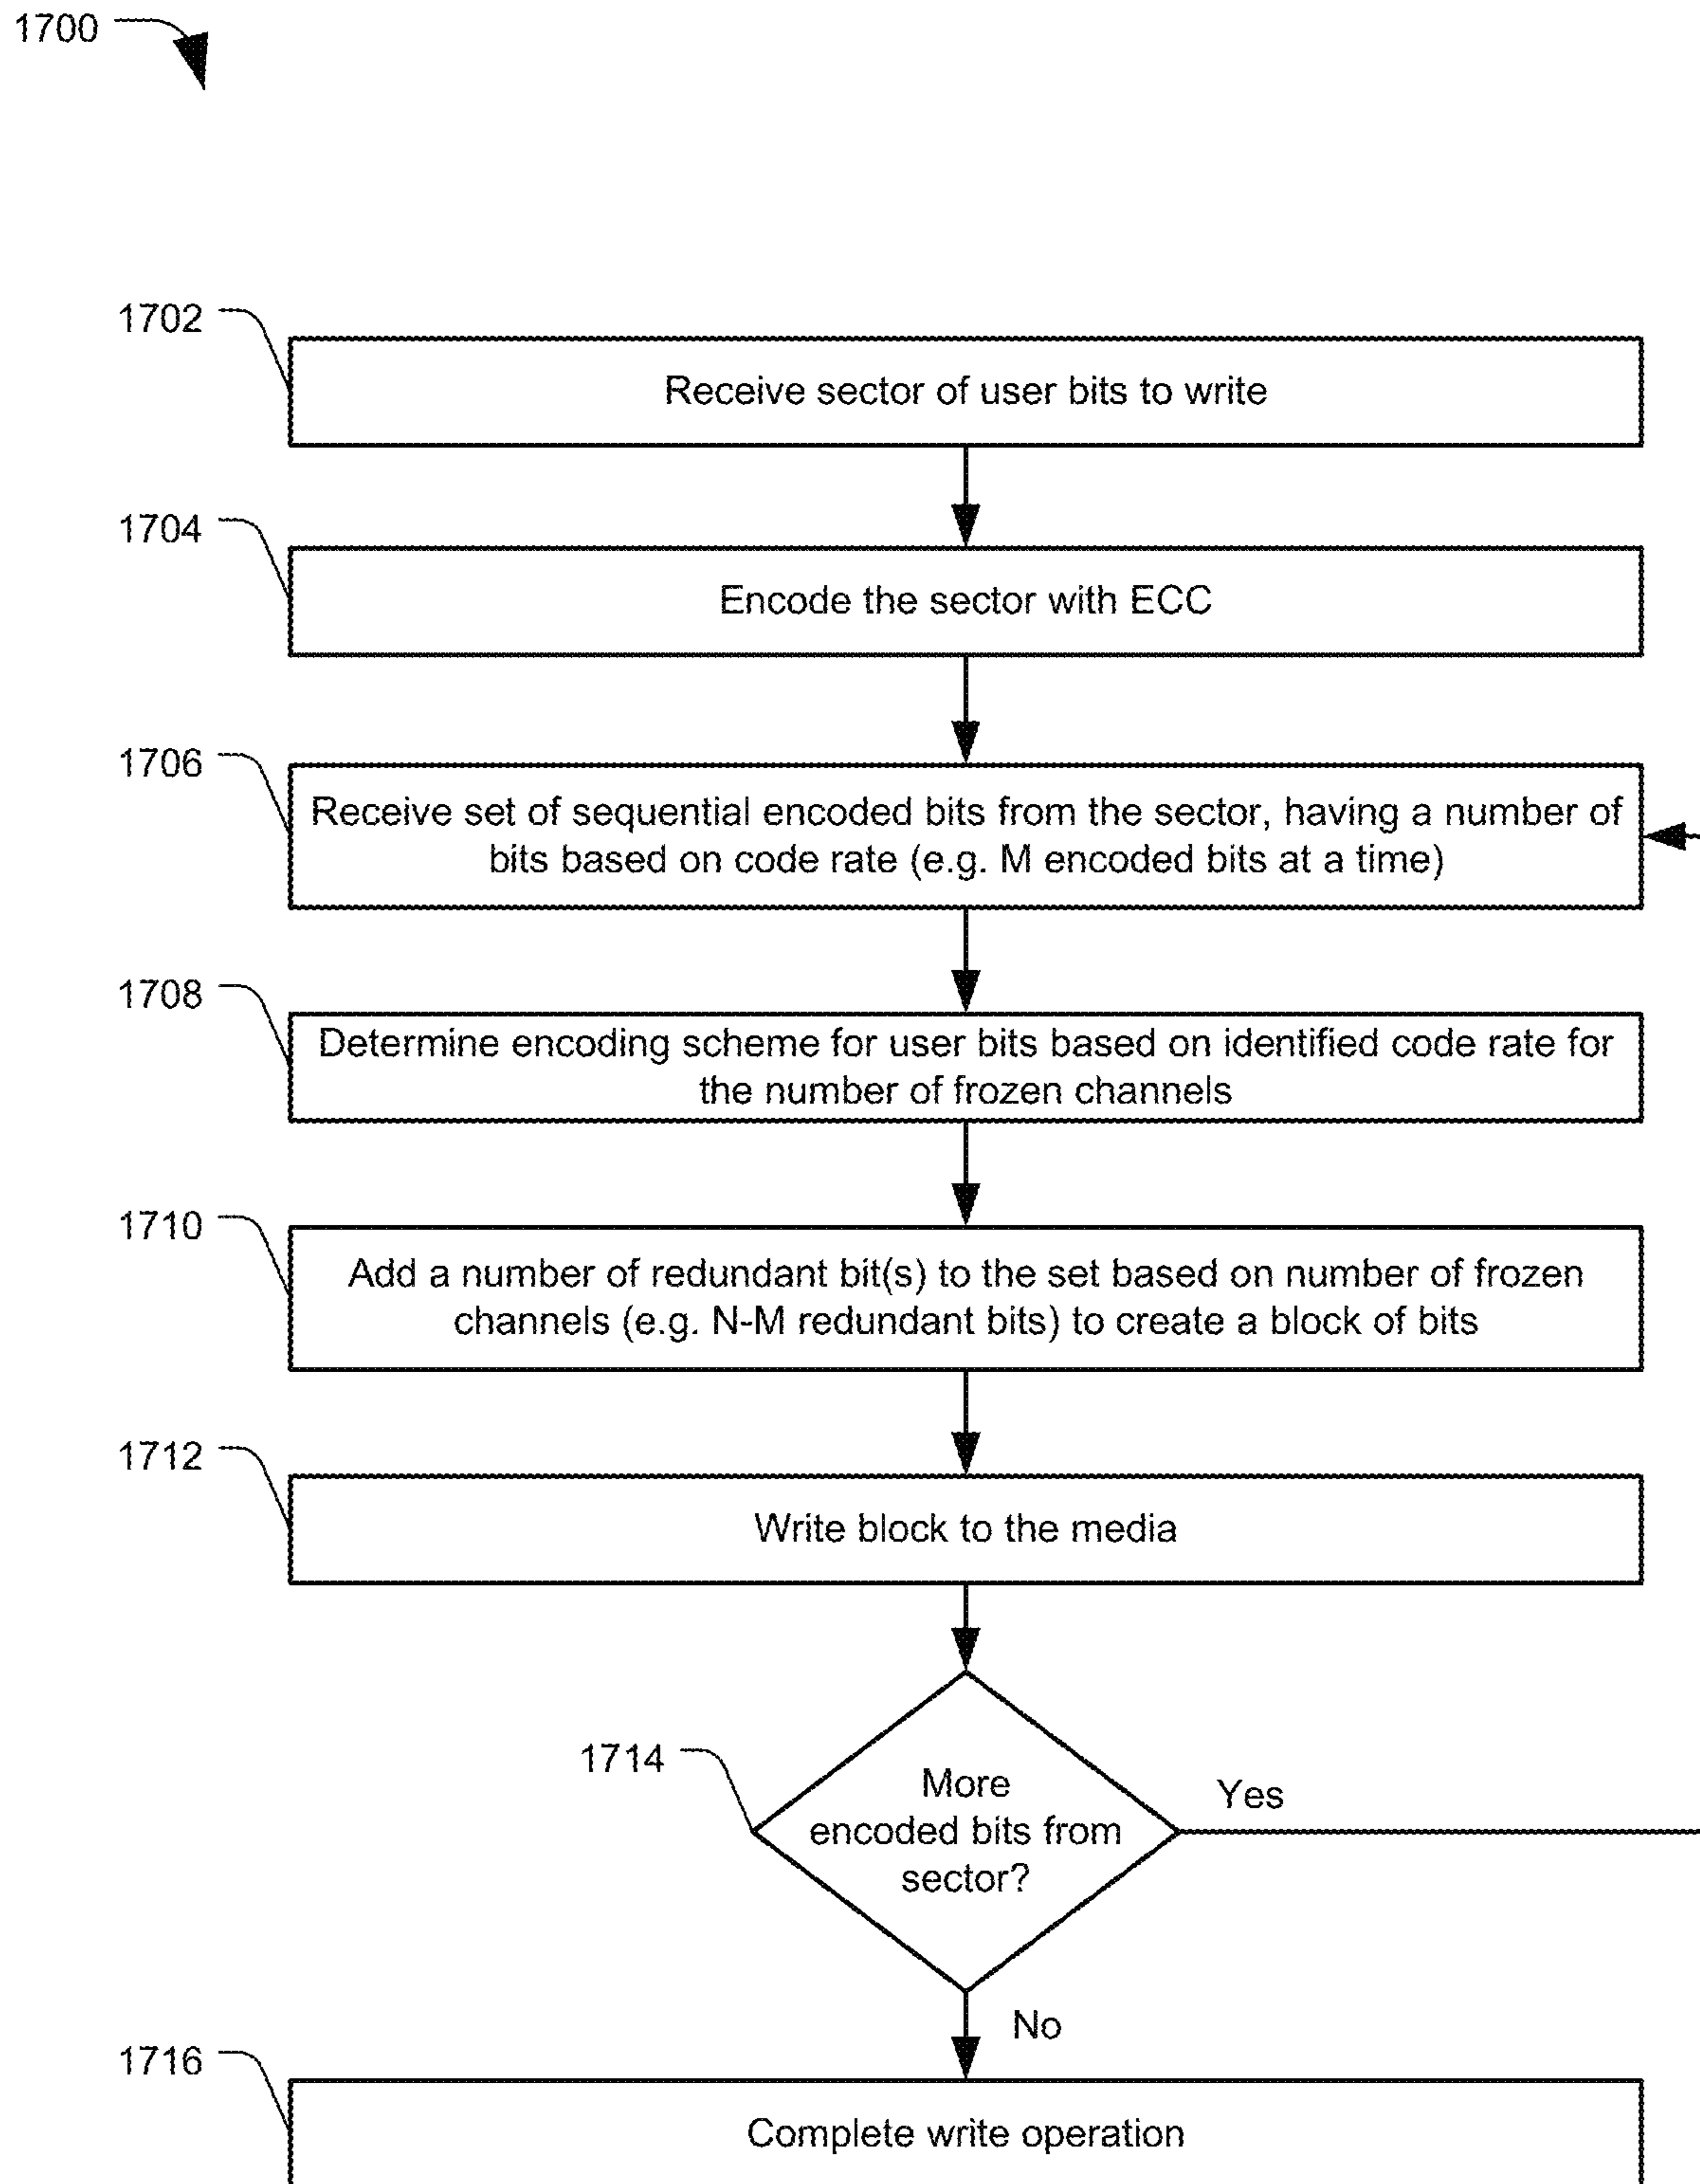 1700
1702
Receive sector of user bits to write
1704
Encode the sector with ECC
1706
Receive set of sequential encoded bits from the sector, having a number of
bits based on code rate (e.g. M encoded bits at a time)
1708
Determine encoding scheme for user bits based on identified code rate for
the number of frozen channels
1710
Add a number of redundant bit(s) to the set based on number of frozen
channels (e.g. N-M redundant bits) to create a block of bits
1712
Write block to the media
1714
More
encoded bits from
sector?
Yes
No
1716
Complete write operation